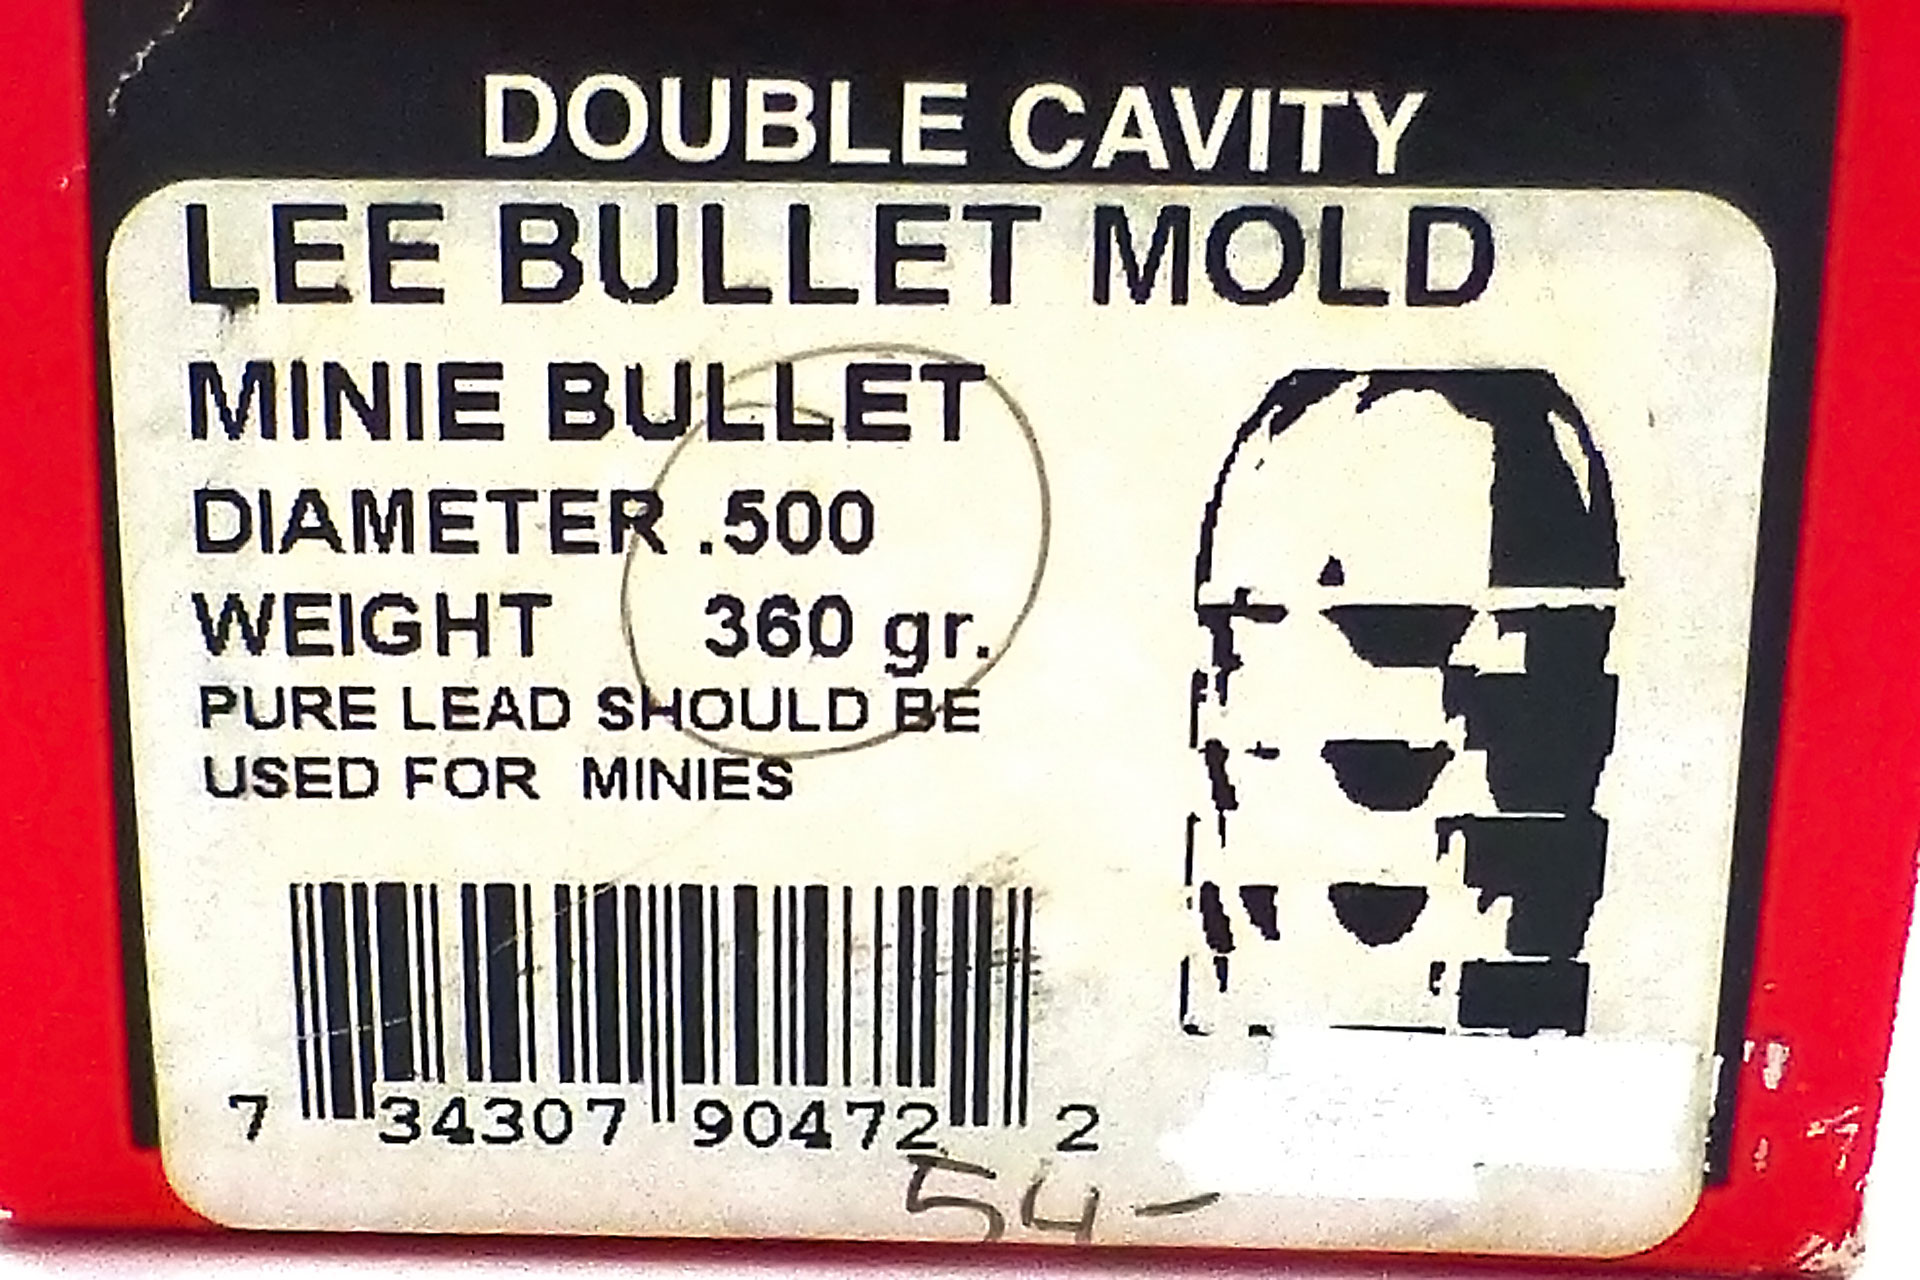 DOUBLE CAVITY
LEE BULLET MOLD
MINIE BULLET
DIAMETER .500
WEIGHT 360 gr.
PURE LEAD SHOULD BE
USED FOR MINIES
7 34307 90472 2
54-